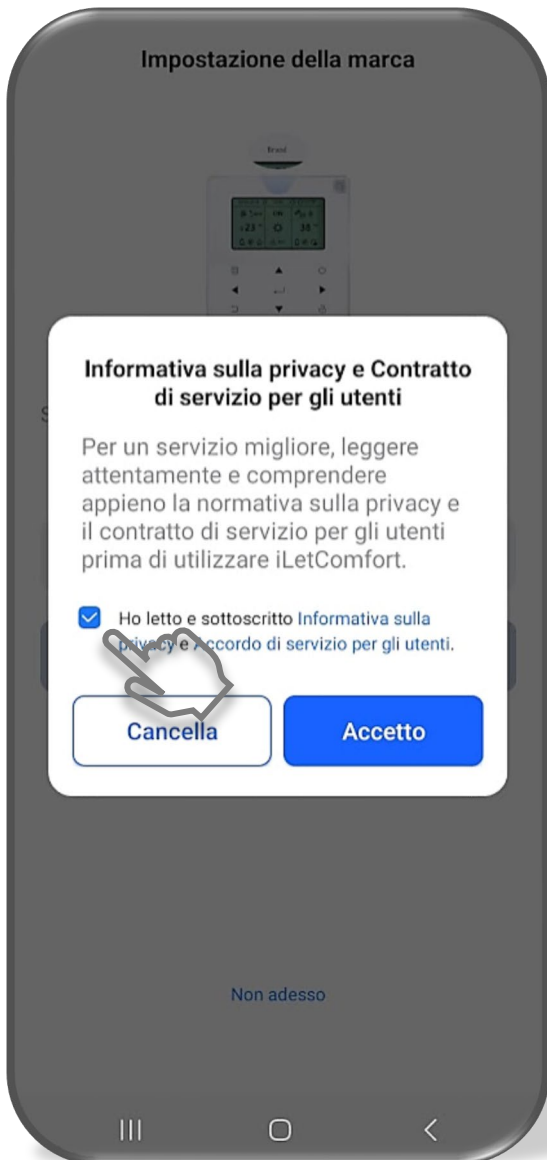 Impostazione della marca
Informativa sulla privacy e Contratto
di servizio per gli utenti
Per un servizio migliore, leggere
attentamente e comprendere
appieno la normativa sulla privacy e
il contratto di servizio per gli utenti
prima di utilizzare iLetComfort.
Ho letto e sottoscritto Informativa sulla
privacy e Accordo di servizio per gli utenti.
Cancella
Accetto
Non adesso